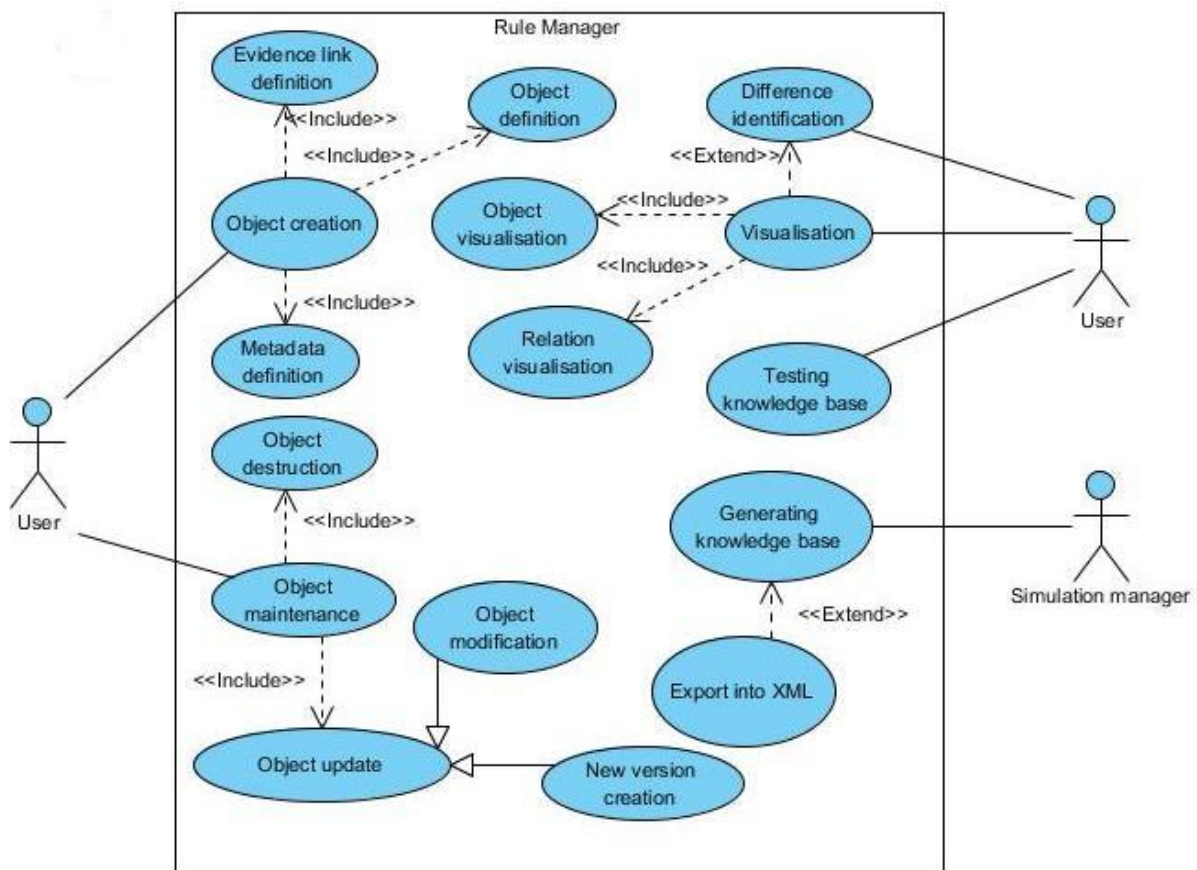 Rule Manager
Evidence link
definition
Object
definition
Difference
identification
<<Include>>
<<Include>>
<<Extend>>
Object creation
Object
visualisation
<<Include>>
Visualisation
<<Include>>
<<Include>>
Metadata
definition
Relation
visualisation
User
Testing
knowledge base
Object
destruction
User
<<Include>>
Generating
knowledge base
Object
maintenance
Object
modification
Simulation manager
<<Extend>>
<<Include>>
Export into XML
Object update
New version
creation